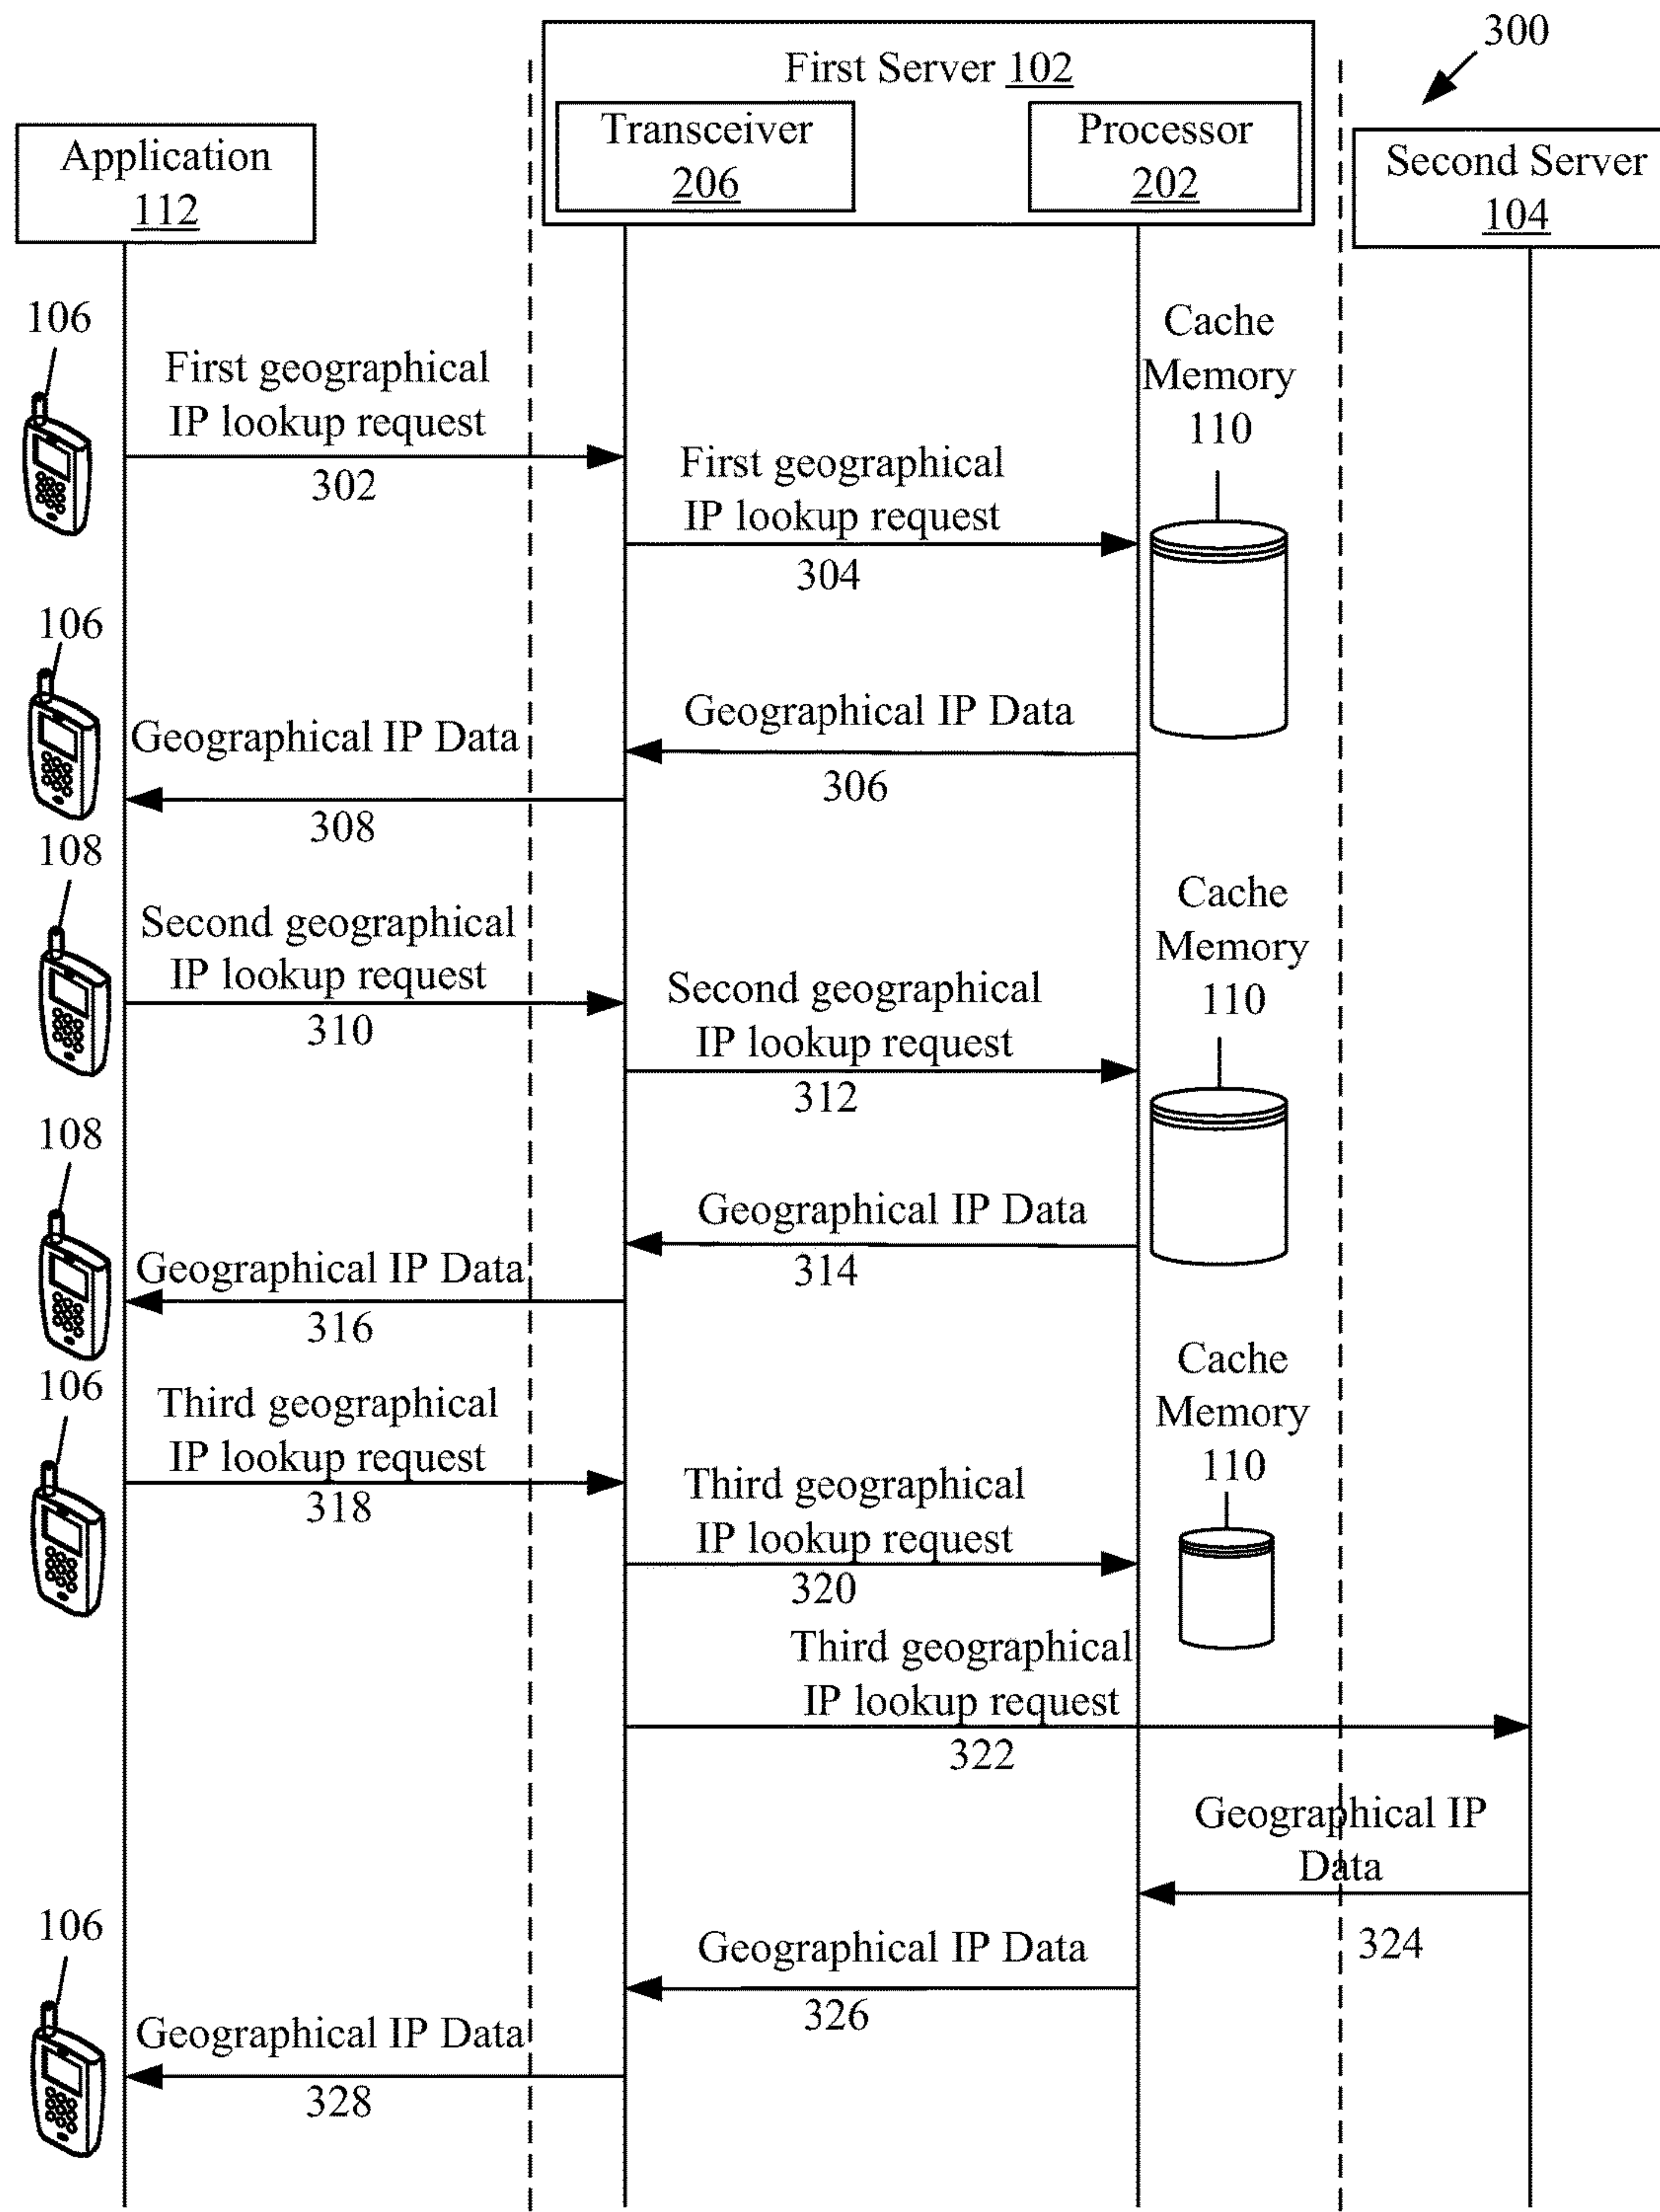 300
First Server 102
Transceiver
206
Processor
202
Application
112
Second Server
104
106
First geographical
IP lookup request
302
Cache
Memory
110
First geographical
IP lookup request
304
106
Geographical IP Data
306
Geographical IP Data
308
108
Second geographical
IP lookup request
310
Cache
Memory
110
Second geographical
IP lookup request
312
108
Geographical IP Data
314
Geographical IP Data
316
106
Third geographical
IP lookup request
318
Cache
Memory
110
Third geographical
IP lookup request
320
Third geographical
IP lookup request
322
Geographical IP
Data
324
106
Geographical IP Data
326
Geographical IP Data
328